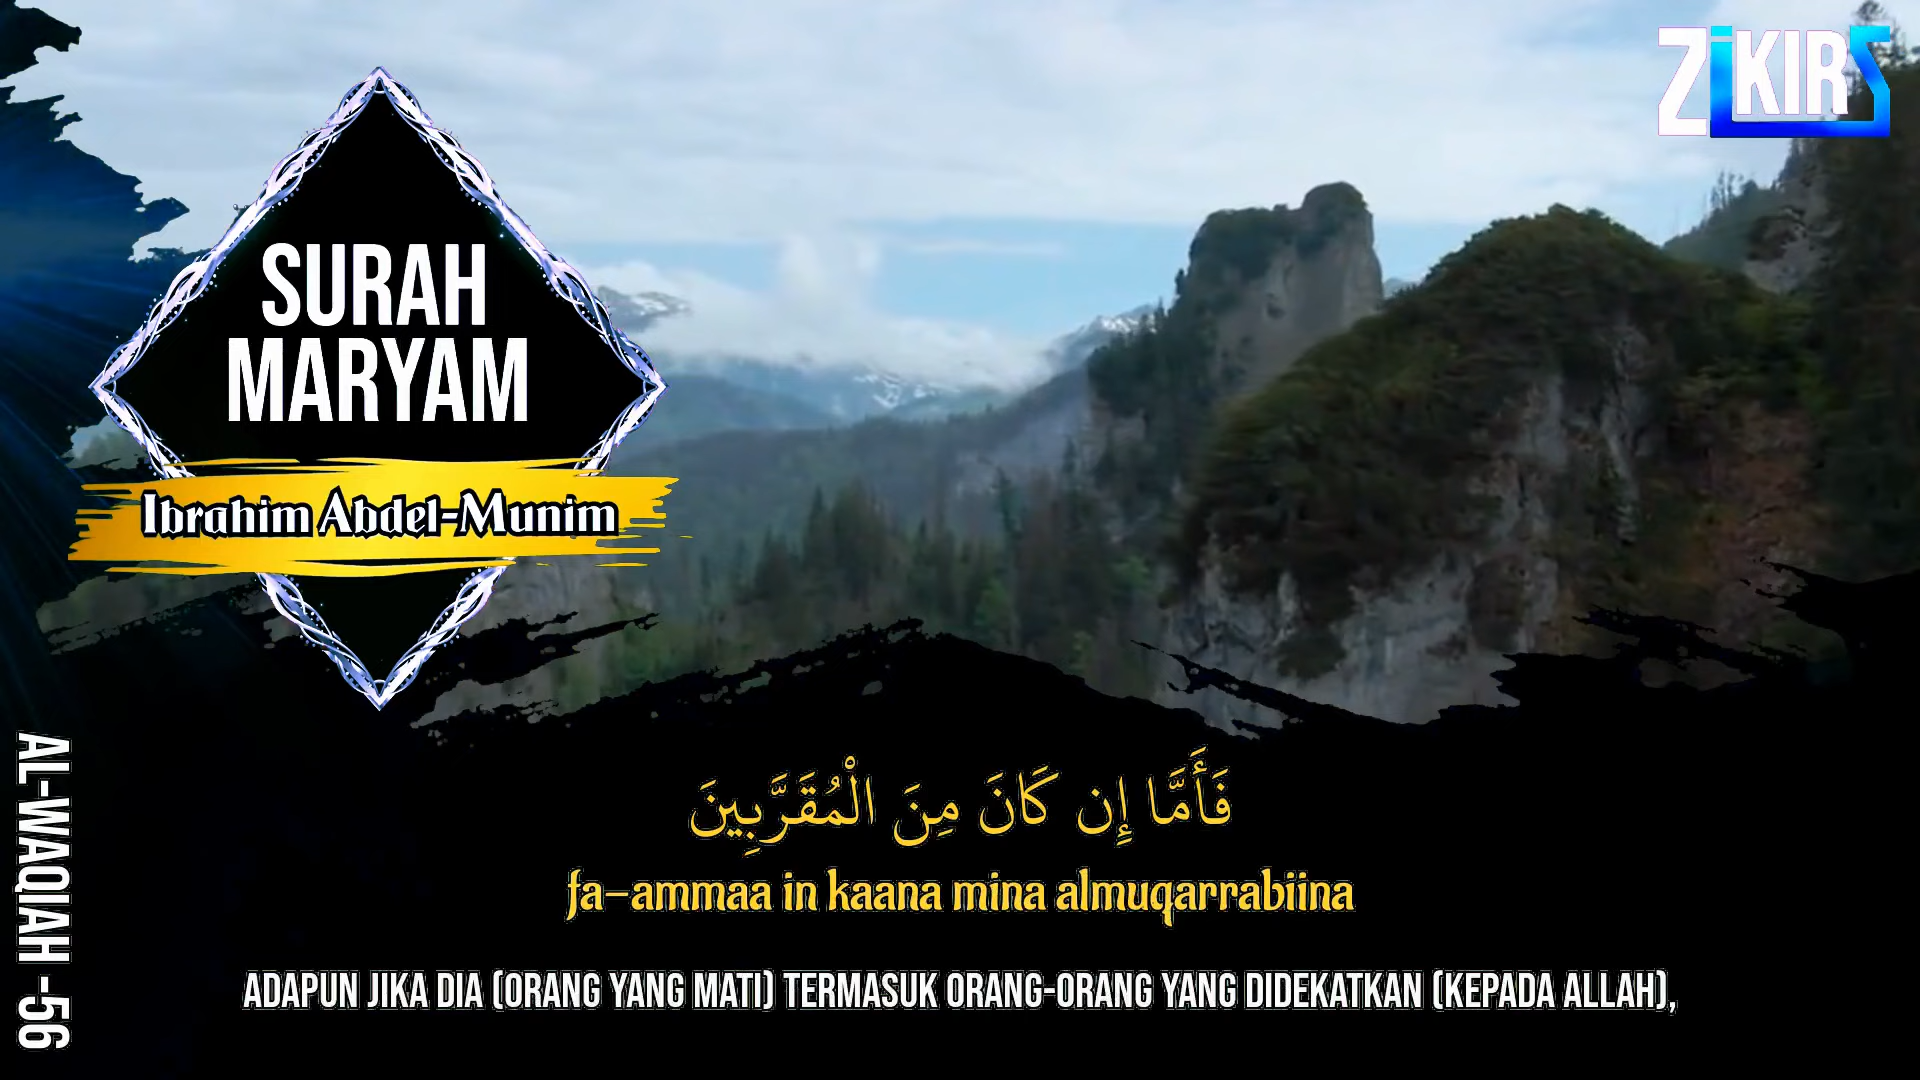 ZiKIRS
SURAH
MARYAM
Ibrahim Abdel-Munim
AL-WAQIAH -56
فَأَمَّا إِن كَانَ مِنَ الْمُقَرَّبِينَ
fa-ammaa in kaana mina almuqarrabiina
ADAPUN JIKA DIA (ORANG YANG MATI) TERMASUK ORANG-ORANG YANG DIDEKATKAN (KEPADA ALLAH),